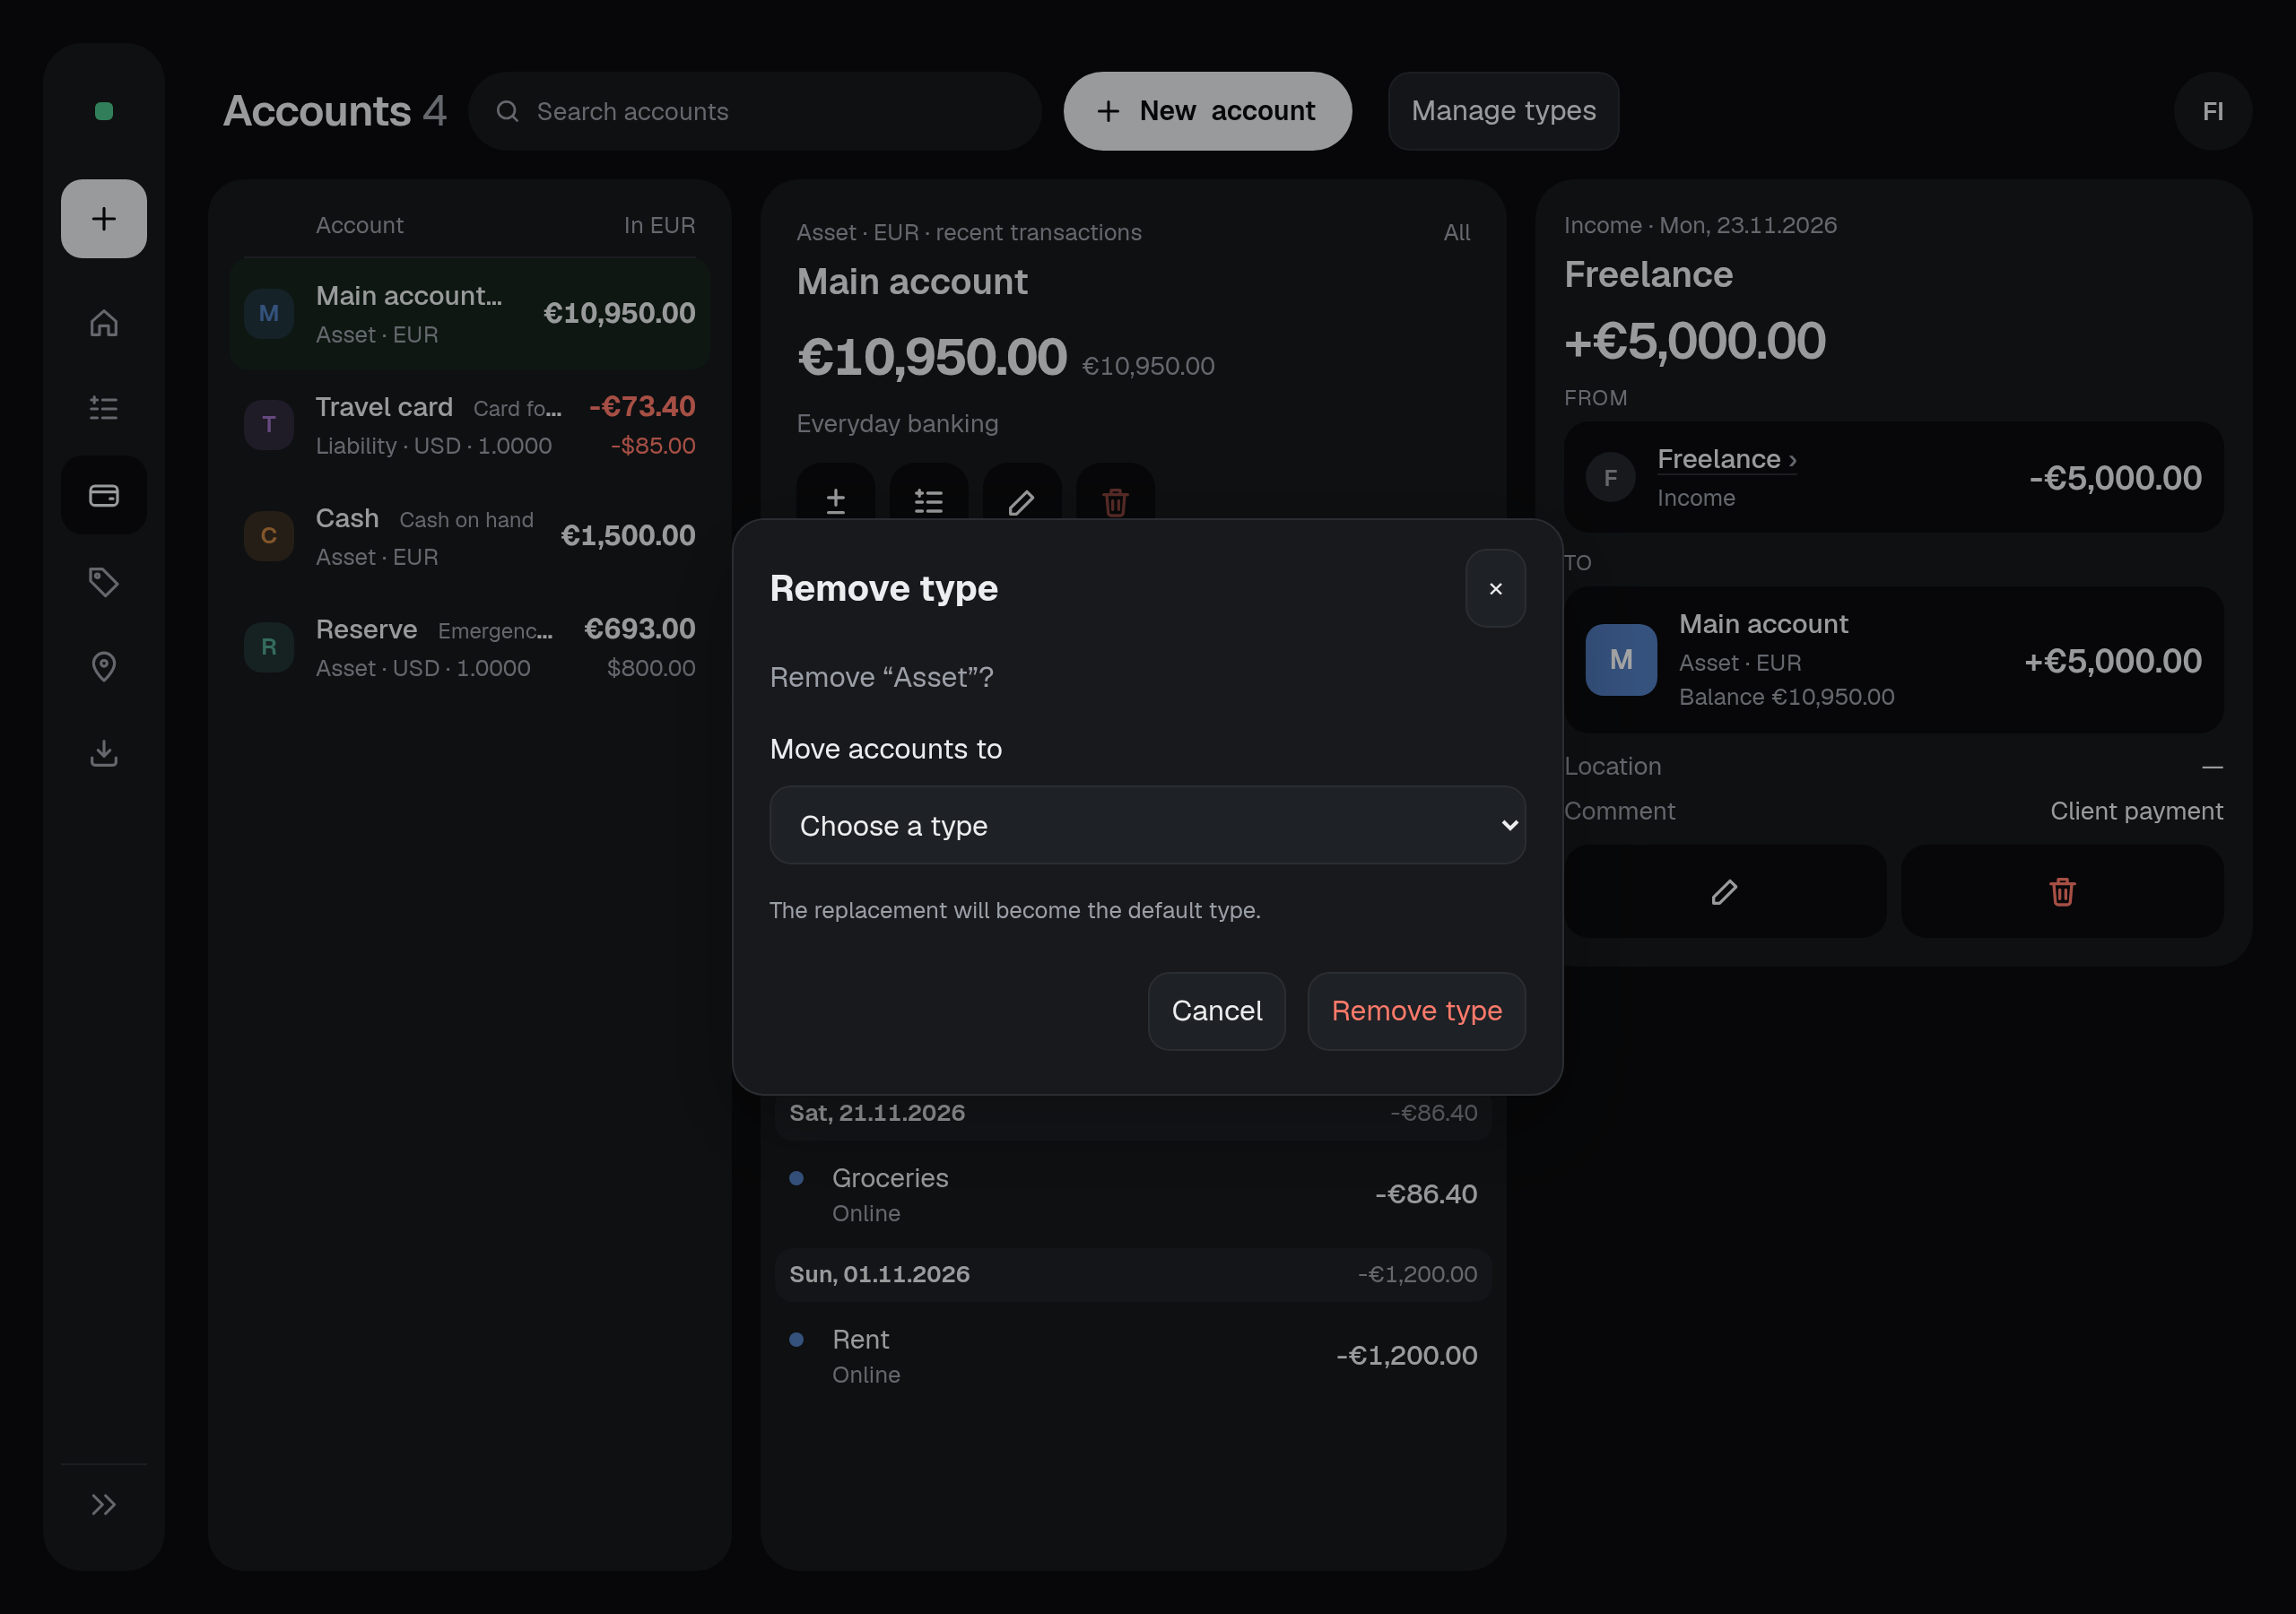 Accounts 4
Search accounts
New account
Manage types
FI
Account
In EUR
M
Main account...
Asset · EUR
€10,950.00
T
Travel card
Card fo...
-€73.40
Liability · USD · 1.0000
-$85.00
C
Cash
Cash on hand
€1,500.00
Asset · EUR
R
Reserve
Emergenc...
€693.00
Asset · USD · 1.0000
$800.00
Asset · EUR · recent transactions
All
Main account
€10,950.00 €10,950.00
Everyday banking
Remove type
×
Remove “Asset”?
Move accounts to
Choose a type
The replacement will become the default type.
Cancel
Remove type
Sat, 21.11.2026
-€86.40
Groceries
Online
-€86.40
Sun, 01.11.2026
-€1,200.00
Rent
Online
-€1,200.00
Income · Mon, 23.11.2026
Freelance
+€5,000.00
FROM
F
Freelance ›
Income
-€5,000.00
TO
M
Main account
Asset · EUR
Balance €10,950.00
+€5,000.00
Location
—
Comment
Client payment